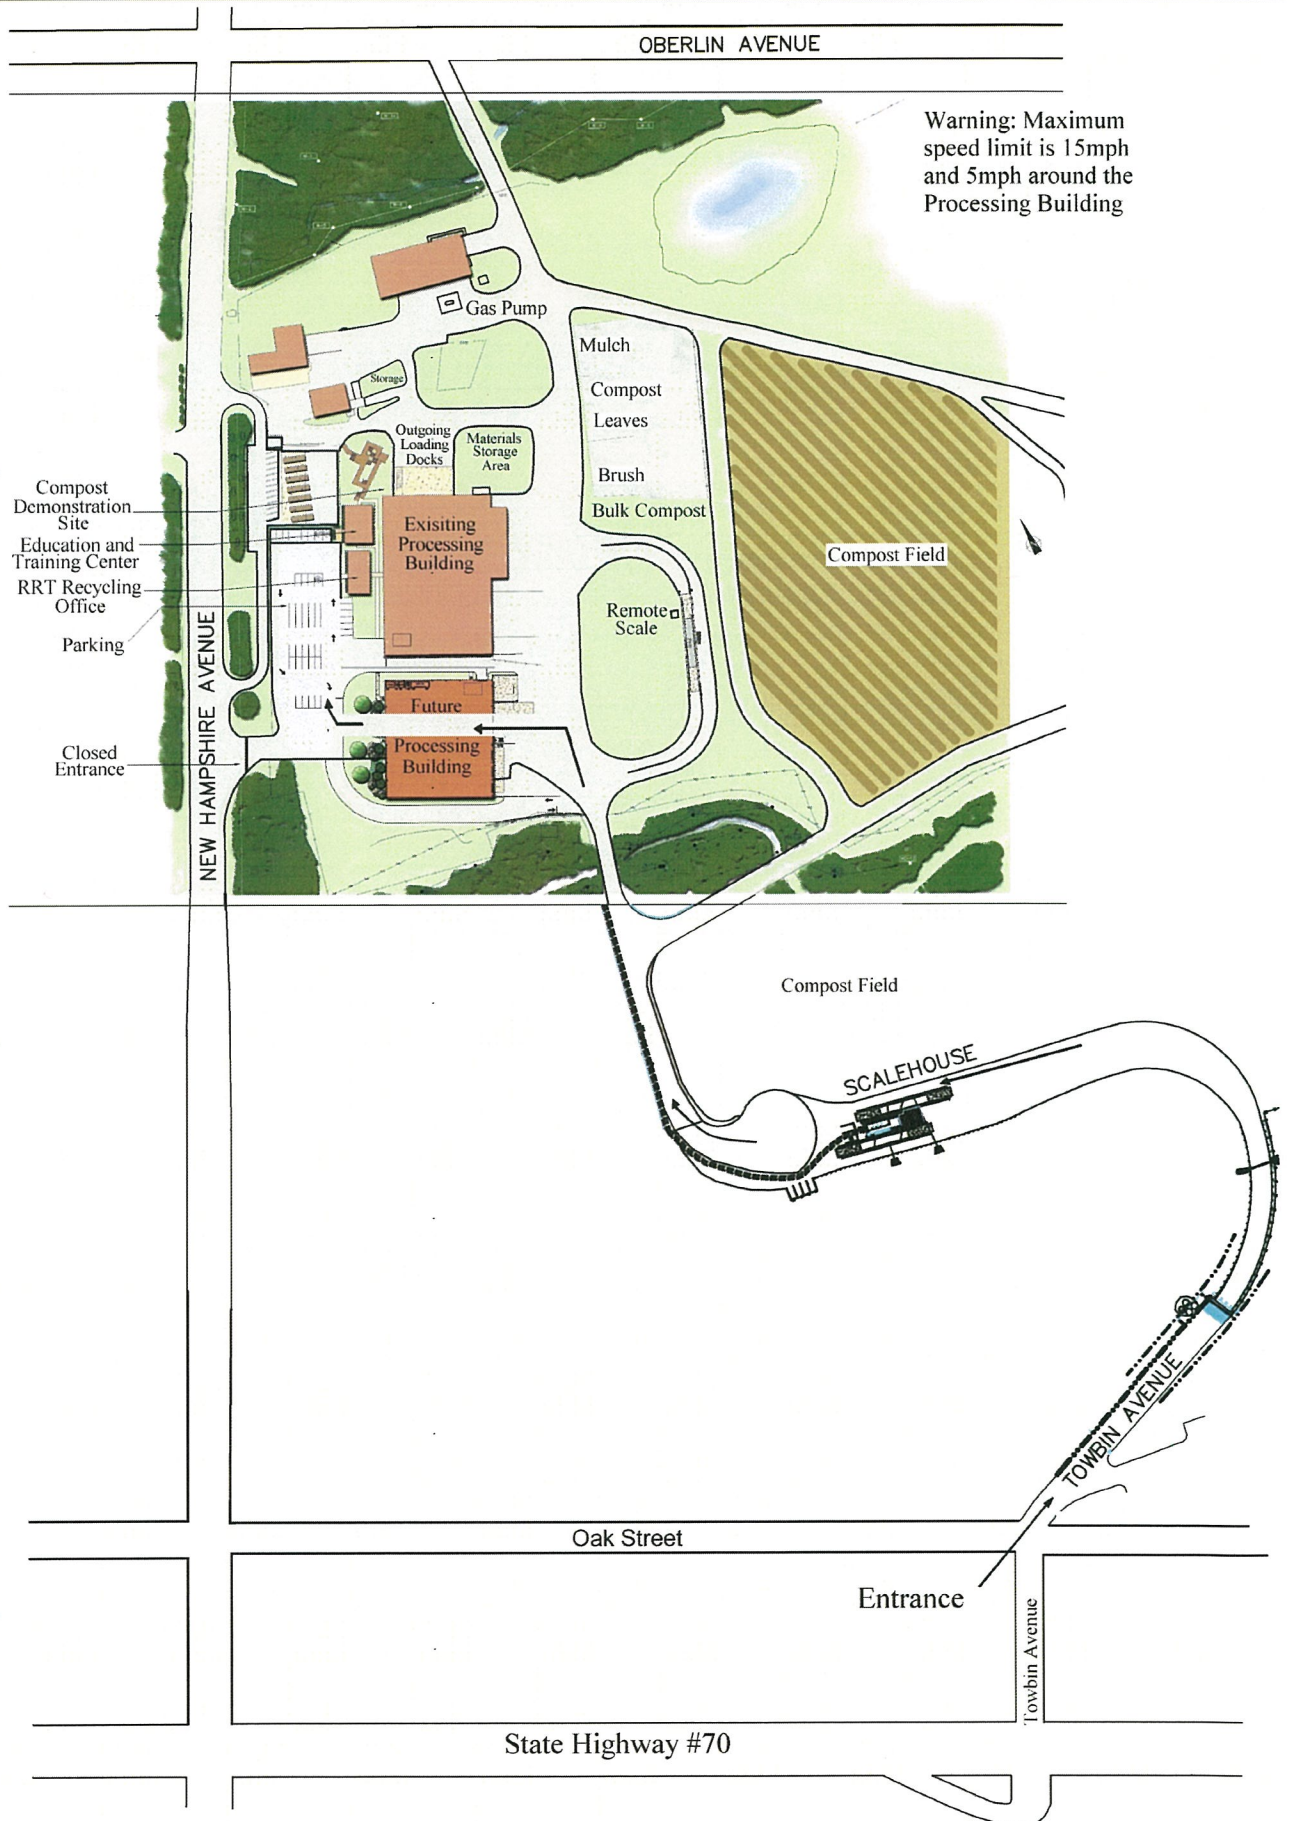 OBERLIN AVENUE
Warning: Maximum
speed limit is 15mph
and 5mph around the
Processing Building
Gas Pump
Mulch
Storage
Compost
Leaves
Outgoing
Loading
Docks
Materials
Storage
Area
Brush
Bulk Compost
Compost
Demonstration
Site
Education and
Training Center
RRT Recycling
Office
Parking
Exisiting
Processing
Building
Compost Field
Remote
Scale
NEW HAMPSHIRE AVENUE
Future
Processing
Building
Closed
Entrance
Compost Field
SCALEHOUSE
TOWBIN AVENUE
Oak Street
Entrance
Towbin Avenue
State Highway #70